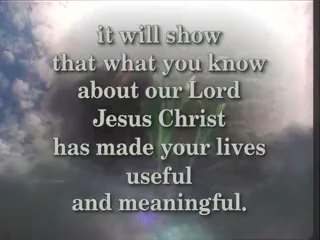 it will show
that what you know
about our Lord
Jesus Christ
has made your lives
useful
and meaningful.